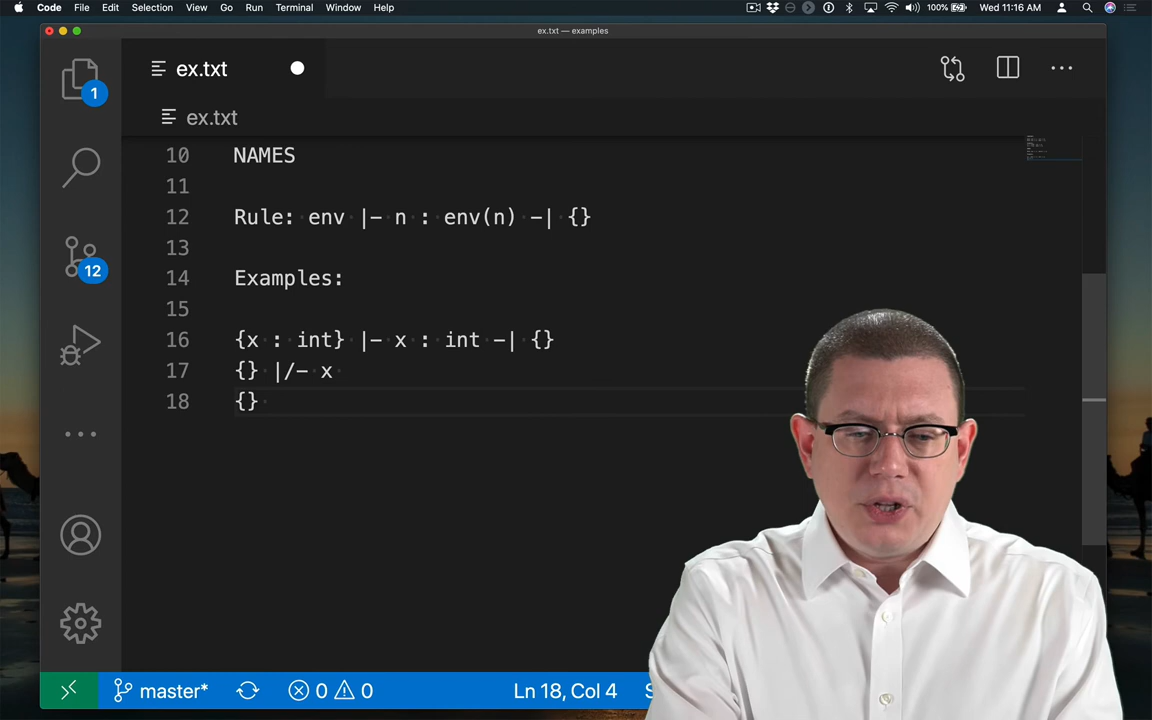 Code File Edit Selection View Go Run Terminal Window Help 100% Wed 11:16 AM
ex.txt — examples
ex.txt
1
ex.txt
10 NAMES
11
12 Rule: env |- n : env(n) -| {}
13
12
14 Examples:
15
16 {x : int} |- x : int -| {}
17 {} |/- x
18 {}
master* 0 0 Ln 18, Col 4